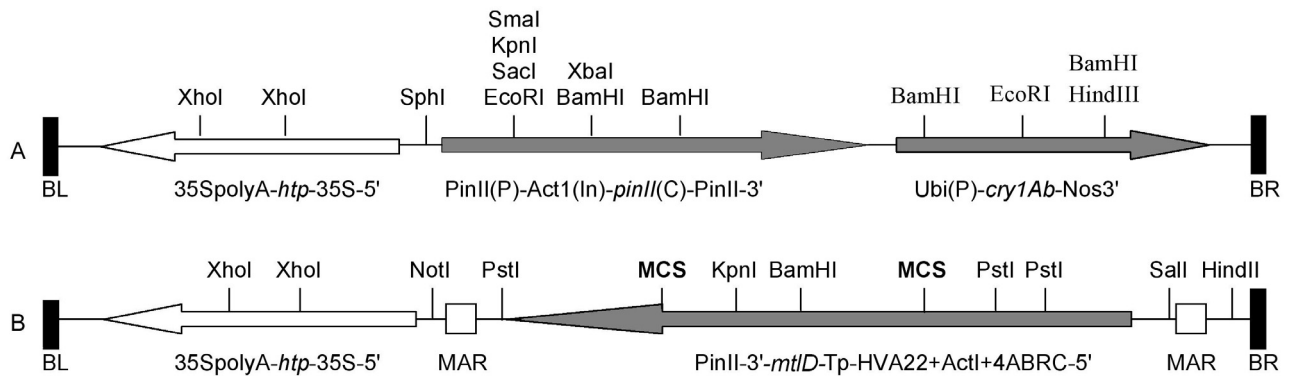 SmaI
KpnI
SacI
XbaI
BamHI
XhoI
XhoI
SphI
EcoRI
BamHI
BamHI
BamHI
EcoRI
HindIII
A
BL
35SpolyA-htp-35S-5'
PinII(P)-Act1(In)-pinII(C)-PinII-3'
Ubi(P)-cry1Ab-Nos3'
BR
XhoI
XhoI
NotI
PstI
MCS
KpnI
BamHI
MCS
PstI
PstI
SalI
HindII
B
BL
35SpolyA-htp-35S-5'
MAR
PinII-3'-mtlD-Tp-HVA22+ActI+4ABRC-5'
MAR
BR